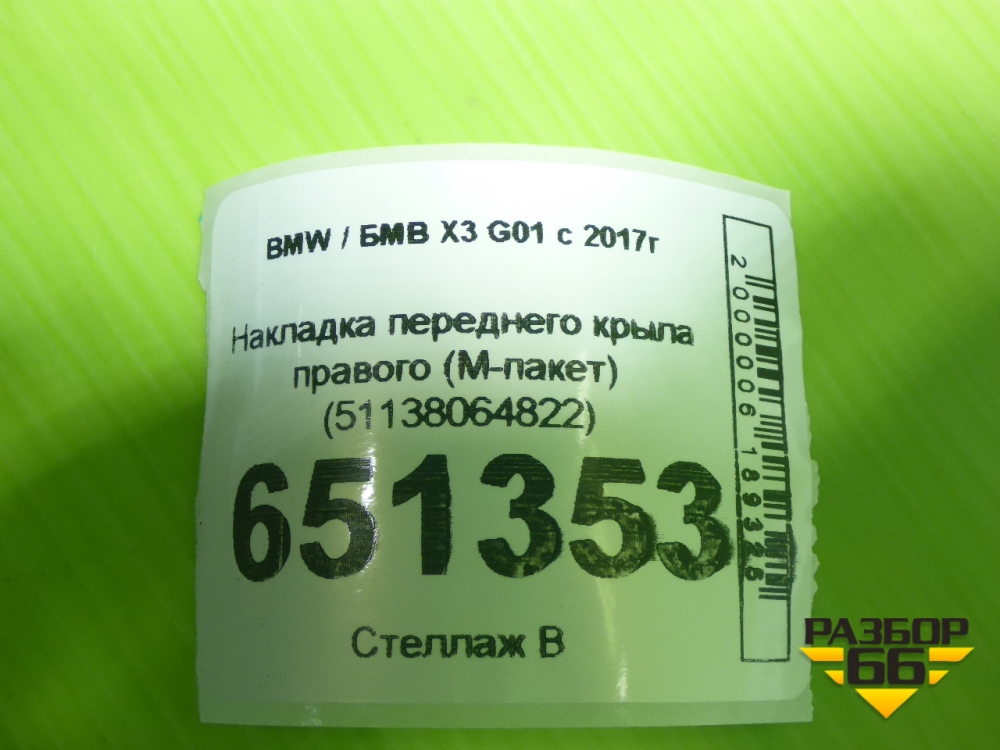 BMW / БМВ X3 G01 с 2017г
Накладка переднего крыла
правого (М-пакет)
(51138064822)
651353
Стеллаж В
2000006189326
РАЗБОР
66